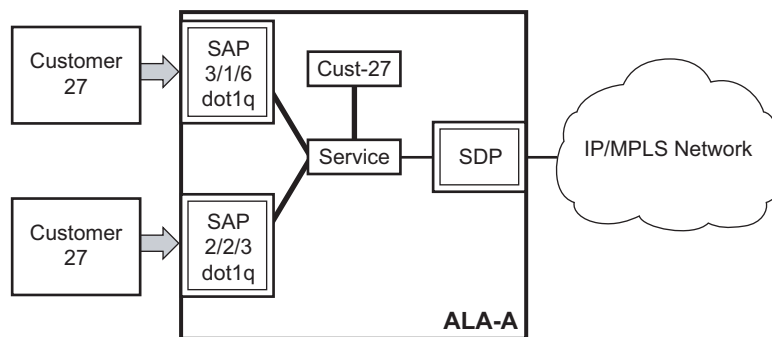 Customer
27
SAP
3/1/6
dot1q
Cust-27
Service
SDP
IP/MPLS Network
Customer
27
SAP
2/2/3
dot1q
ALA-A